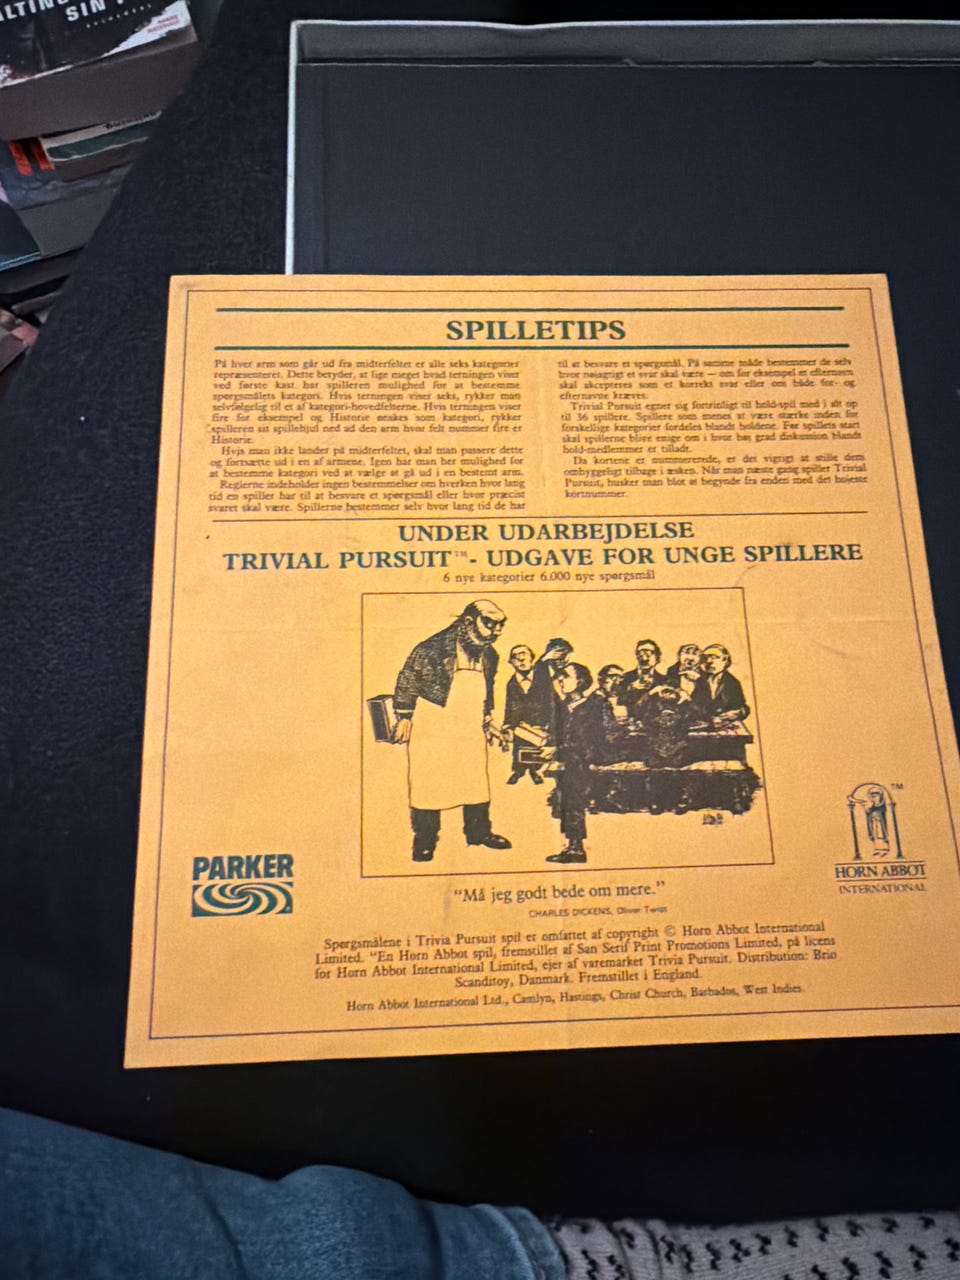 SIN
SPILLETIPS
På hver arm som går ud fra midterfeltet er alle seks kategorier
repræsenteret. Dette betyder, at lige meget hvad terningen viser
ved første kast har spilleren mulighed for at bestemme
spørgsmålets kategori. Hvis terningen viser seks, rykker man
selvfølgelig til et af kategori-hovedfelterne. Hvis terningen viser
fire for eksempel og Historie ønskes som kategori, rykker
spilleren sit spillehjul ned ad den arm hvor felt nummer fire er
Historie.
Hvis man ikke lander på midterfeltet, skal man passere dette
og fortsætte ud i en af armene. Igen har man her mulighed for
at bestemme kategori ved at vælge at gå ud i en bestemt arm.
Reglerne indeholder ingen bestemmelser om hverken hvor lang
tid en spiller har til at besvare et spørgsmål eller hvor præcist
svaret skal være. Spillerne bestemmer selv hvor lang tid de har
til at besvare et spørgsmål. På samme måde bestemmer de selv
hvor nøjagtigt et svar skal være — om for eksempel et efternavn
skal akcepteres som et korrekt svar eller om både for- og
efternavne kræves.
Trivial Pursuit egner sig fortrinligt til hold-spil med i alt op
til 36 spillere. Spillere som menes at være stærke inden for
forskellige kategorier fordeles blandt holdene. Før spillets start
skal spillerne blive enige om i hvor høj grad diskussion blandt
hold-medlemmer er tilladt.
Da kortene er nummererede, er det vigtigt at stille dem
omhyggeligt tilbage i æsken. Når man næste gang spiller Trivial
Pursuit, husker man blot at begynde fra enden med det højeste
kortnummer.
UNDER UDARBEJDELSE
TRIVIAL PURSUIT™ - UDGAVE FOR UNGE SPILLERE
6 nye kategorier 6.000 nye spørgsmål
PARKER
TM
HORN ABBOT
INTERNATIONAL
“Må jeg godt bede om mere.”
CHARLES DICKENS, Oliver Twist
Spørgsmålene i Trivia Pursuit spil er omfattet af copyright © Horn Abbot International
Limited. “En Horn Abbot spil, fremstillet af San Serif Print Promotions Limited, på licens
for Horn Abbot International Limited, ejer af varemarket Trivia Pursuit. Distribution: Brio
Scanditoy, Danmark. Fremstillet i England.
Horn Abbot International Ltd., Camlyn, Hastings, Christ Church, Barbados, West Indies.